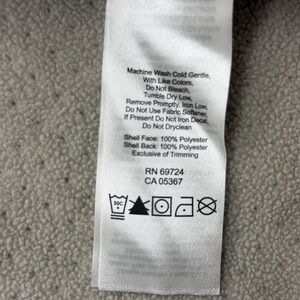 Machine Wash Cold Gentle,
With Like Colors,
Do Not Bleach,
Tumble Dry Low,
Remove Promptly, Iron Low,
Do Not Use Fabric Softener,
If Present Do Not Iron Decal,
Do Not Dryclean
Shell Face: 100% Polyester
Shell Back: 100% Polyester
Exclusive of Trimming
RN 69724
CA 05367
30C